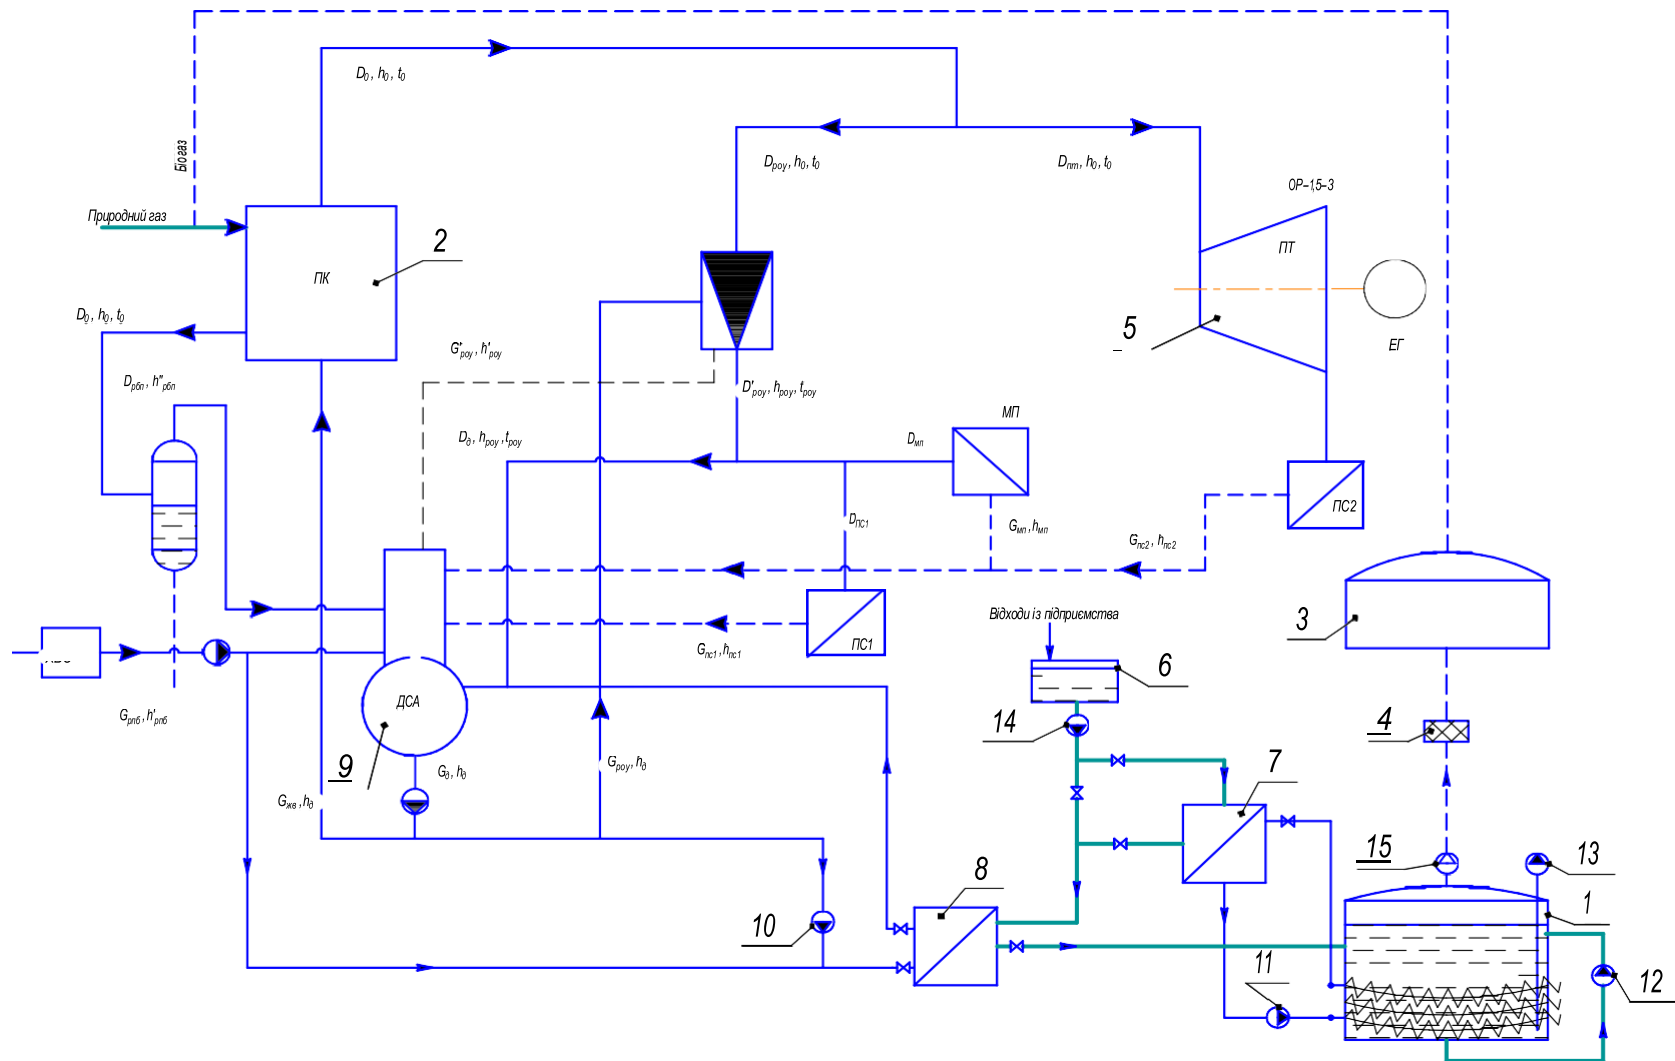 D₀ , h₀ , t₀
Біогаз
Dроу , h₀ , t₀
Dпт , h₀ , t₀
ОР–1,5–3
Природний газ
2
ПТ
ПК
5
ЕГ
D₀ , h₀ , t₀
G'роу , h'роу
Dрбп , h''рбп
D'роу , hроу , tроу
МП
Dд , hроу , tроу
Dмп
DПС1
Gмп , hмп
ПС2
Gпс2 , hпс2
Відходи із підприємства
3
ПС1
Gпс1 , hпс1
6
ДСА
Gрпб , h'рпб
14
4
9
Gд , hд
Gроу , hд
7
Gжв , hд
15
13
8
1
10
11
12